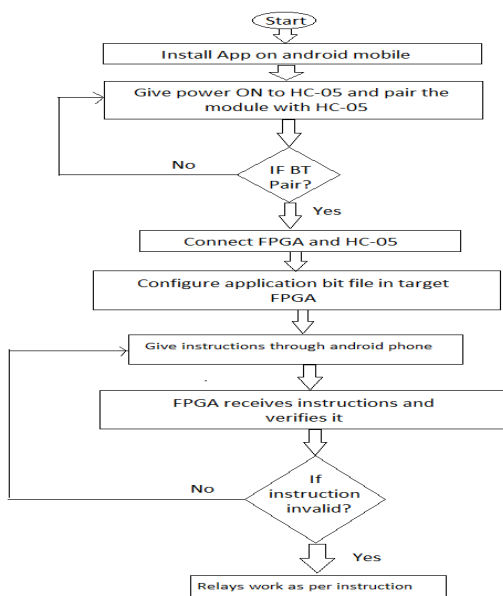 Start
Install App on android mobile
Give power ON to HC-05 and pair the
module with HC-05
No
IF BT
Pair?
Yes
Connect FPGA and HC-05
Configure application bit file in target
FPGA
Give instructions through android phone
FPGA receives instructions and
verifies it
No
If
instruction
invalid?
Yes
Relays work as per instruction